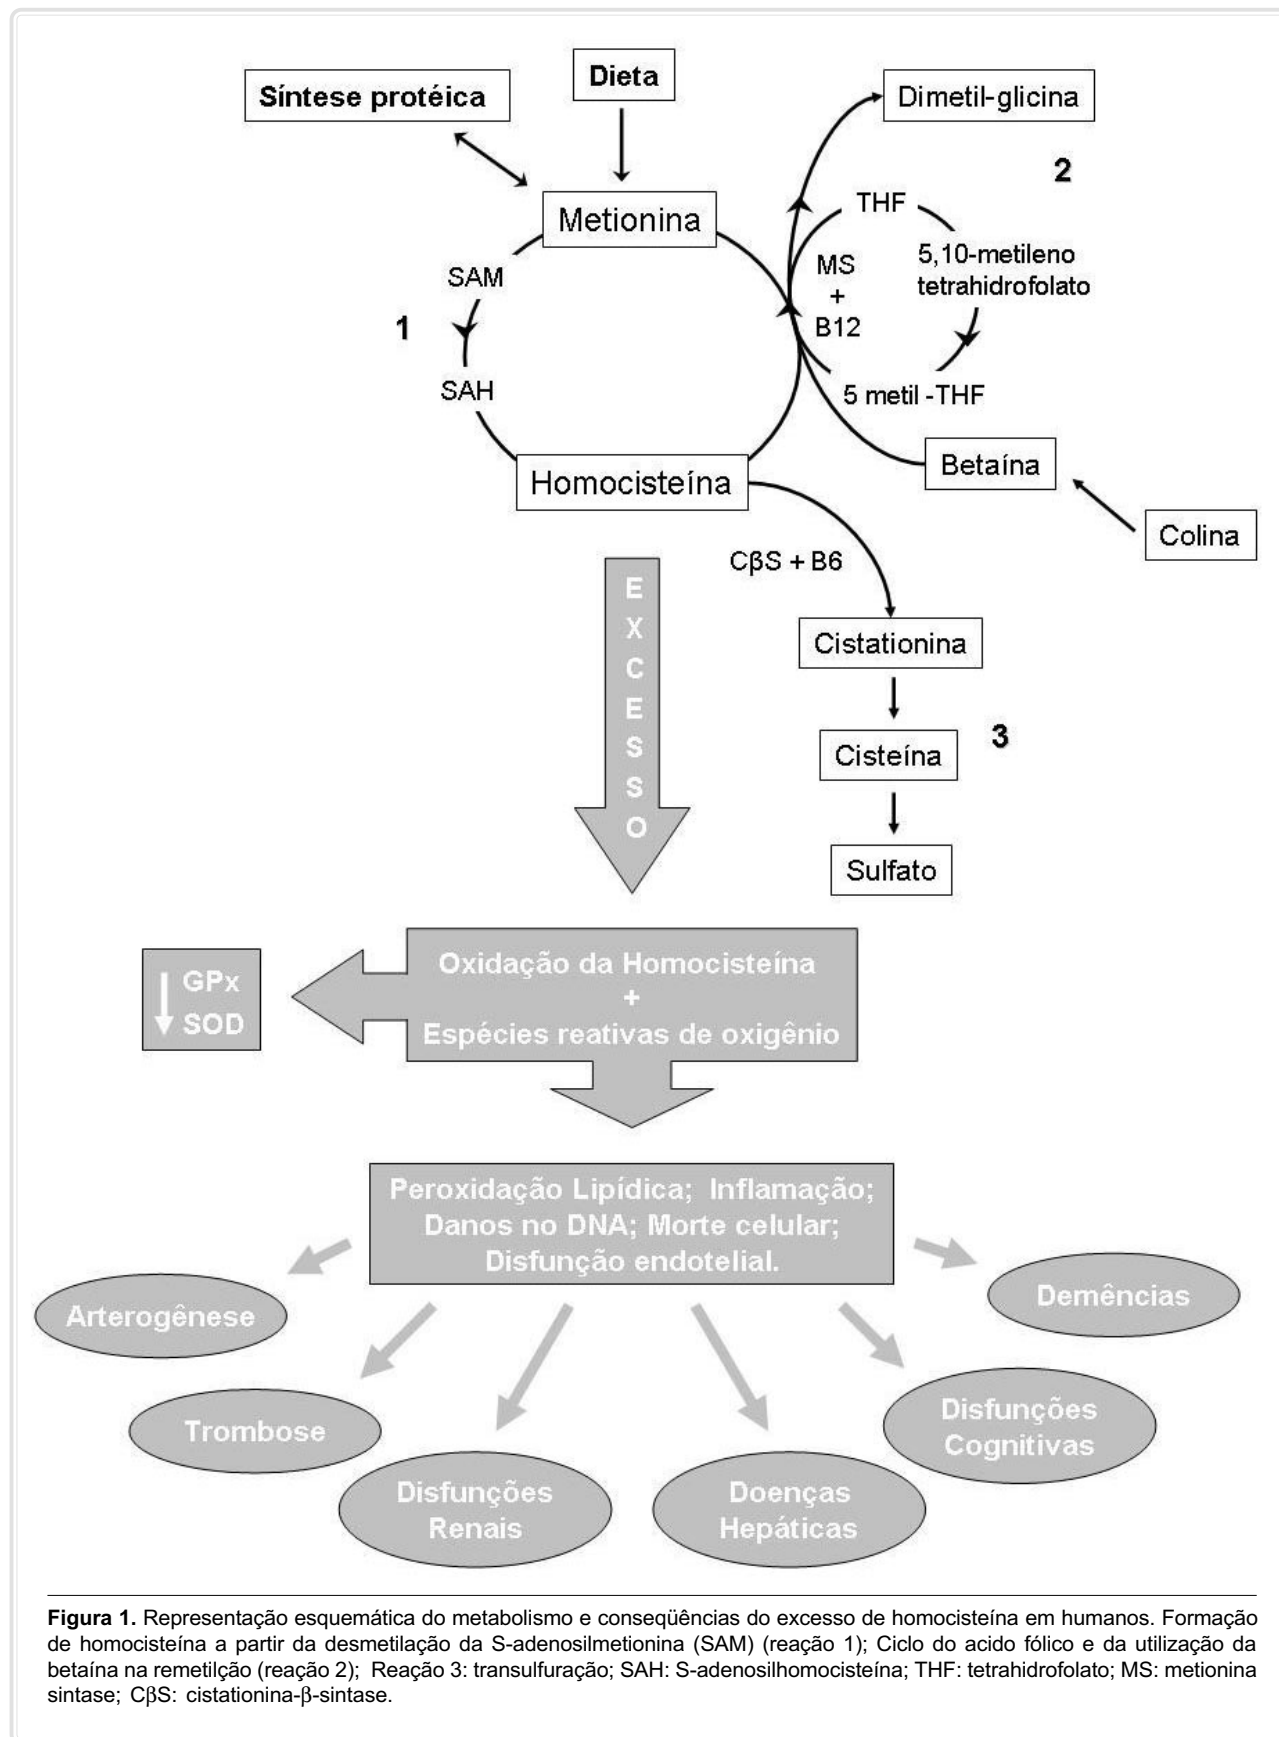 Dieta
Síntese protéica
Dimetil-glicina
2
Metionina
THF
5,10-metileno
tetrahidrofolato
MS
+
B12
SAM
1
SAH
5 metil -THF
Homocisteína
Betaína
Colina
CβS + B6
E
X
C
E
S
S
O
Cistationina
3
Cisteína
Sulfato
Oxidação da Homocisteína
+
Espécies reativas de oxigênio
GPx
SOD
Peroxidação Lipídica; Inflamação;
Danos no DNA; Morte celular;
Disfunção endotelial.
Arterogênese
Trombose
Disfunções
Renais
Doenças
Hepáticas
Disfunções
Cognitivas
Demências
Figura 1. Representação esquemática do metabolismo e conseqüências do excesso de homocisteína em humanos. Formação
de homocisteína a partir da desmetilação da S-adenosilmetionina (SAM) (reação 1); Ciclo do acido fólico e da utilização da
betaína na remetilção (reação 2); Reação 3: transulfuração; SAH: S-adenosilhomocisteína; THF: tetrahidrofolato; MS: metionina
sintase; CβS: cistationina-β-sintase.